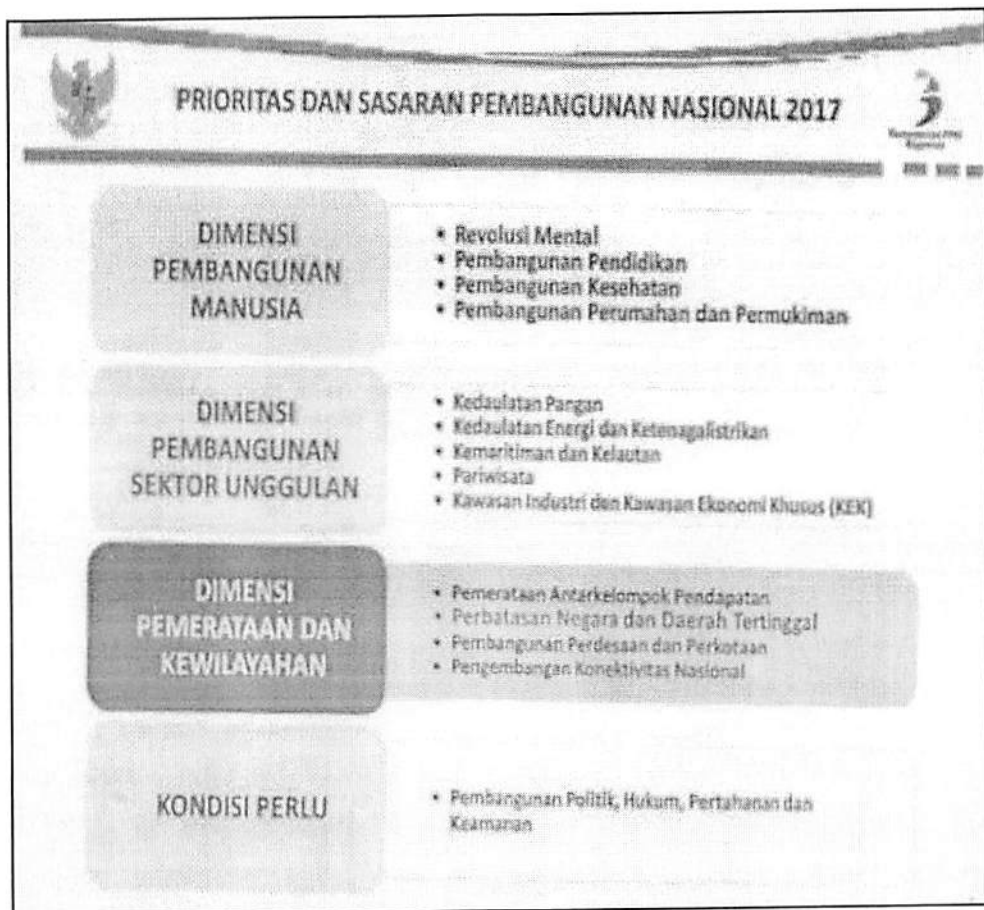 PRIORITAS DAN SASARAN PEMBANGUNAN NASIONAL 2017
DIMENSI
PEMBANGUNAN
MANUSIA
• Revolusi Mental
• Pembangunan Pendidikan
• Pembangunan Kesehatan
• Pembangunan Perumahan dan Permukiman
DIMENSI
PEMBANGUNAN
SEKTOR UNGGULAN
• Kedaulatan Pangan
• Kedaulatan Energi dan Ketenagalistrikan
• Kemaritiman dan Kelautan
• Pariwisata
• Kawasan Industri dan Kawasan Ekonomi Khusus (KEK)
DIMENSI
PEMERATAAN DAN
KEWILAYAHAN
• Pemerataan Antarkelompok Pendapatan
• Perbatasan Negara dan Daerah Tertinggal
• Pembangunan Perdesaan dan Perkotaan
• Pengembangan Konektivitas Nasional
KONDISI PERLU
• Pembangunan Politik, Hukum, Pertahanan dan
Keamanan